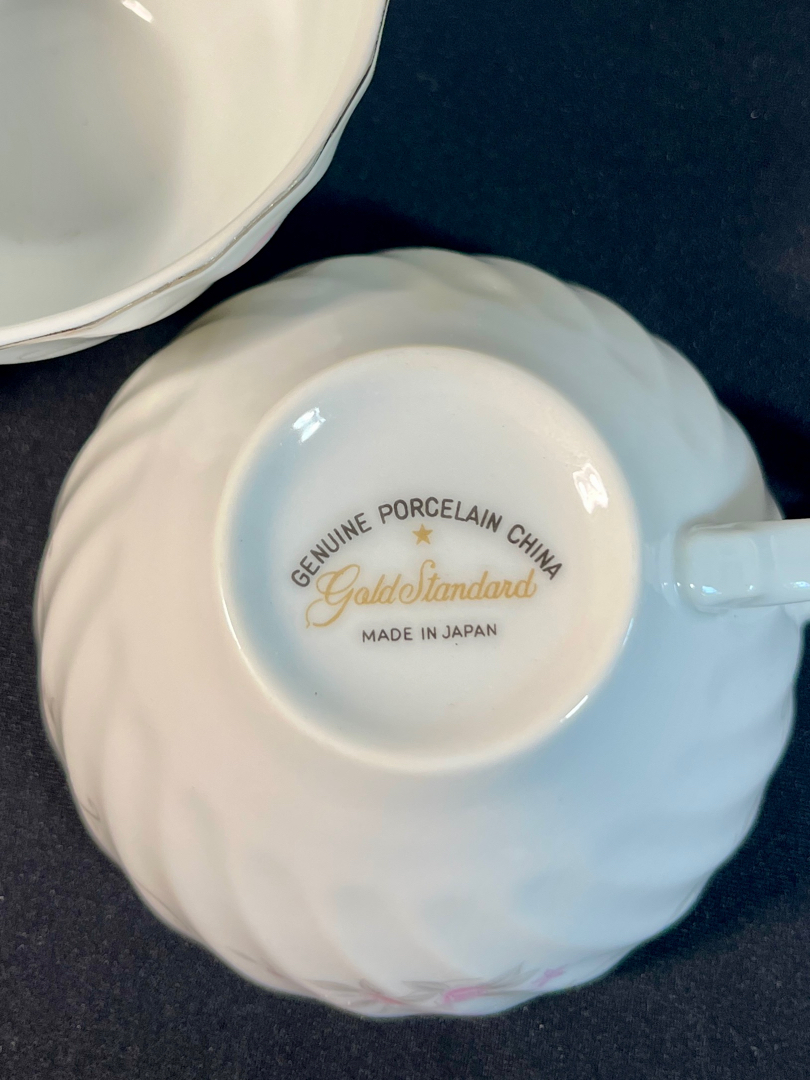 GENUINE PORCELAIN CHINA
Gold Standard
MADE IN JAPAN